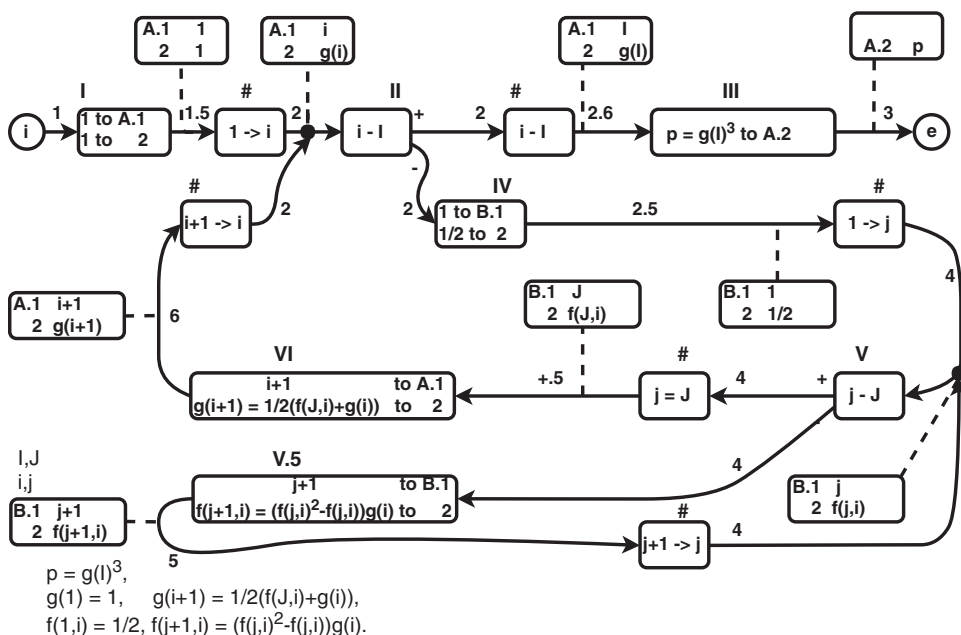 A.1 1
2 1
A.1 i
2 g(i)
A.1 I
2 g(I)
A.2 p
I
#
II
#
III
i
1
1 to A.1
1 to 2
1.5
1 -> i
2
i - I
+
-
2
i - I
2.6
p = g(I)3 to A.2
3
e
#
i+1 -> i
2
2
IV
1 to B.1
1/2 to 2
2.5
#
1 -> j
4
A.1 i+1
2 g(i+1)
6
B.1 J
2 f(J,i)
B.1 1
2 1/2
VI
i+1 to A.1
g(i+1) = 1/2(f(J,i)+g(i)) to 2
+.5
#
j = J
4
+
-
V
j - J
I,J
i,j
B.1 j+1
2 f(j+1,i)
V.5
j+1 to B.1
f(j+1,i) = (f(j,i)2-f(j,i))g(i) to 2
4
B.1 j
2 f(j,i)
5
#
j+1 -> j
4
p = g(I)3,
g(1) = 1, g(i+1) = 1/2(f(J,i)+g(i)),
f(1,i) = 1/2, f(j+1,i) = (f(j,i)2-f(j,i))g(i).